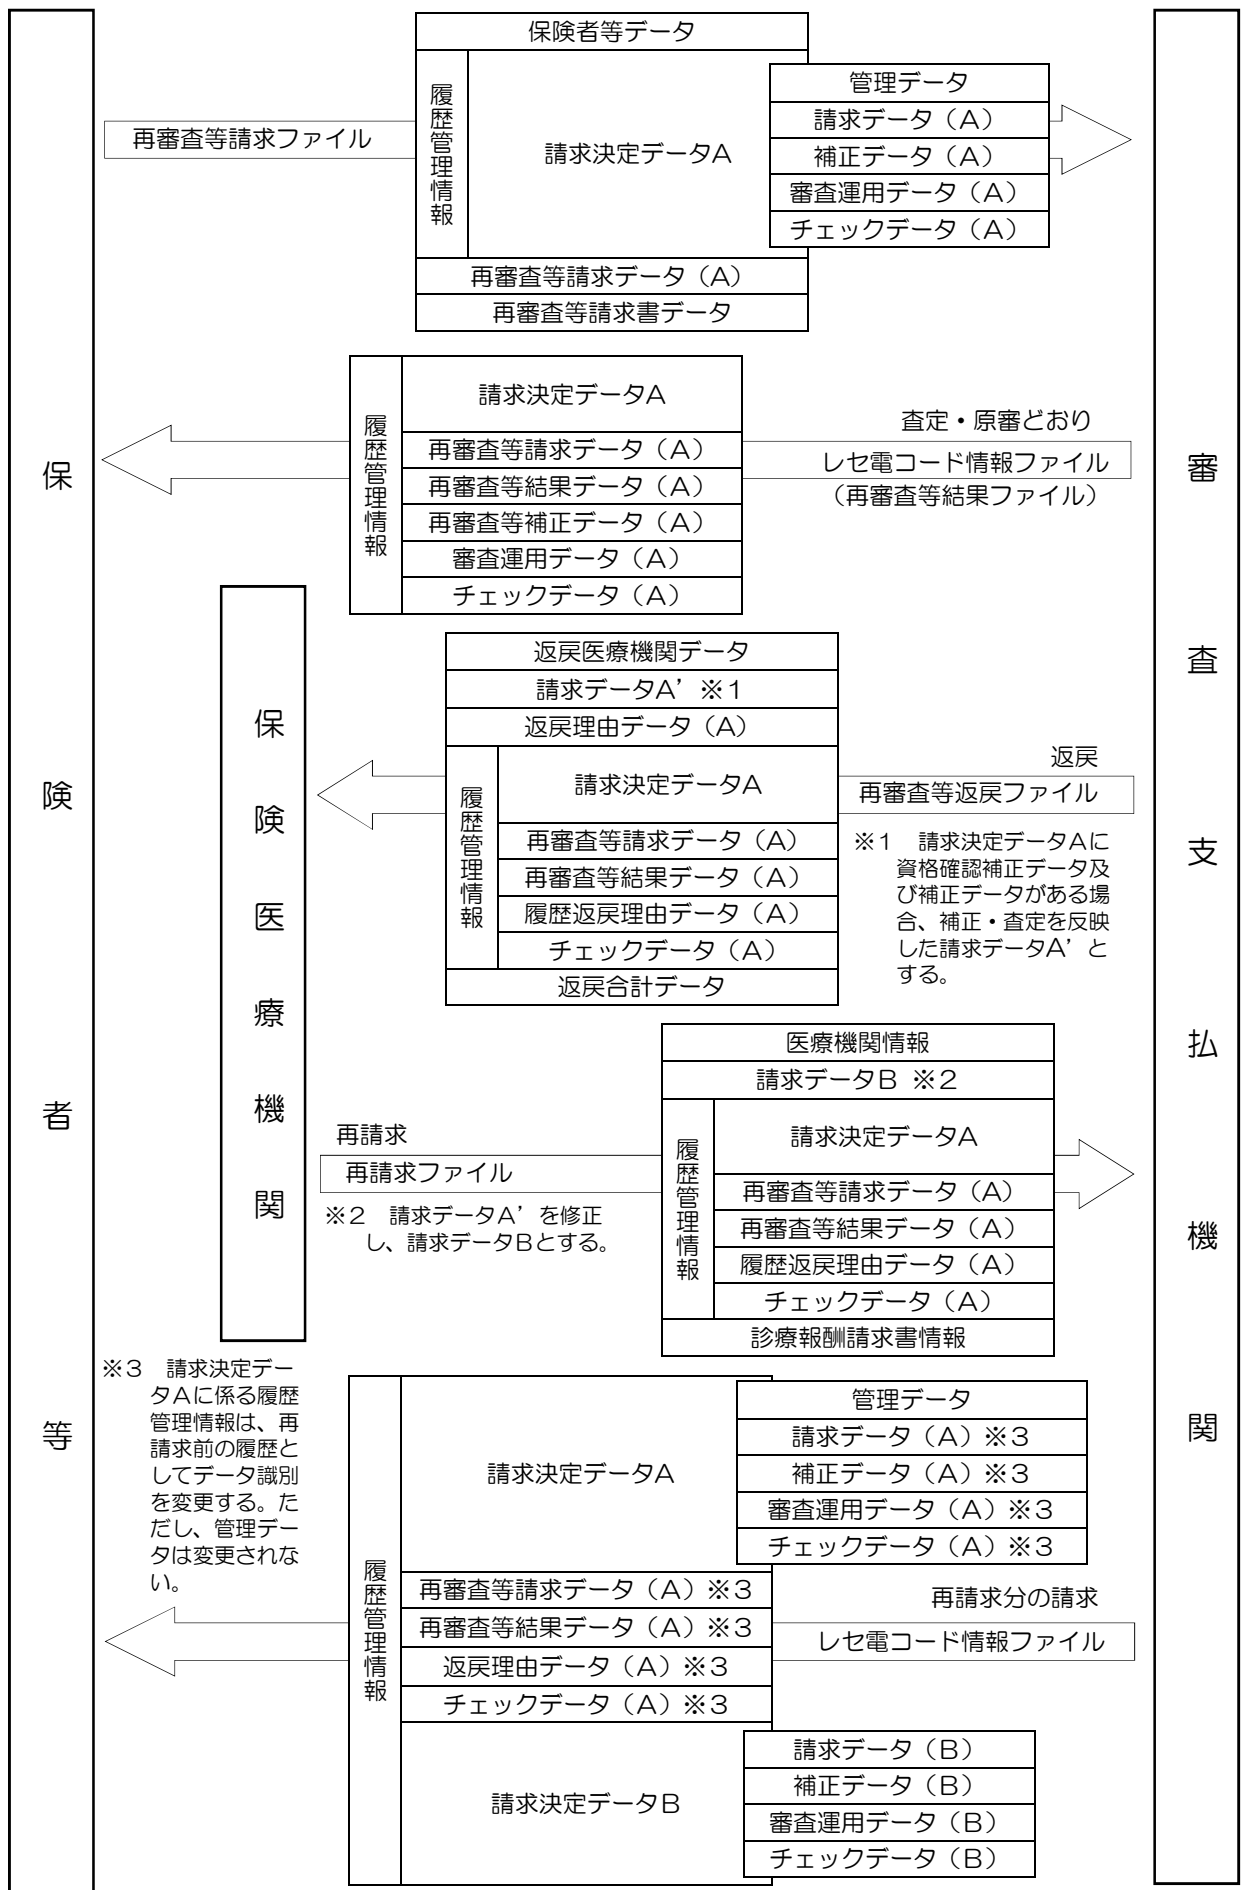 保険者等データ
履歴管理情報
請求決定データA
管理データ
請求データ（A）
補正データ（A）
審査運用データ（A）
チェックデータ（A）
再審査等請求ファイル
再審査等請求データ（A）
再審査等請求書データ
履歴管理情報
請求決定データA
再審査等請求データ（A）
再審査等結果データ（A）
再審査等補正データ（A）
審査運用データ（A）
チェックデータ（A）
査定・原審どおり
レセ電コード情報ファイル
（再審査等結果ファイル）
保険者等
審査支払機関
保険医療機関
返戻医療機関データ
請求データA’ ※１
返戻理由データ（A）
履歴管理情報
請求決定データA
再審査等請求データ（A）
再審査等結果データ（A）
履歴返戻理由データ（A）
チェックデータ（A）
返戻合計データ
返戻
再審査等返戻ファイル
※１　請求決定データAに
資格確認補正データ及
び補正データがある場
合、補正・査定を反映
した請求データA’と
する。
医療機関情報
請求データB ※２
履歴管理情報
請求決定データA
再審査等請求データ（A）
再審査等結果データ（A）
履歴返戻理由データ（A）
チェックデータ（A）
診療報酬請求書情報
再請求
再請求ファイル
※２　請求データA’を修正
し、請求データBとする。
※３　請求決定デー
タAに係る履歴
管理情報は、再
請求前の履歴と
してデータ識別
を変更する。た
だし、管理デー
タは変更されな
い。
履歴管理情報
請求決定データA
管理データ
請求データ（A）※３
補正データ（A）※３
審査運用データ（A）※３
チェックデータ（A）※３
再審査等請求データ（A）※３
再審査等結果データ（A）※３
返戻理由データ（A）※３
チェックデータ（A）※３
再請求分の請求
レセ電コード情報ファイル
請求決定データB
請求データ（B）
補正データ（B）
審査運用データ（B）
チェックデータ（B）